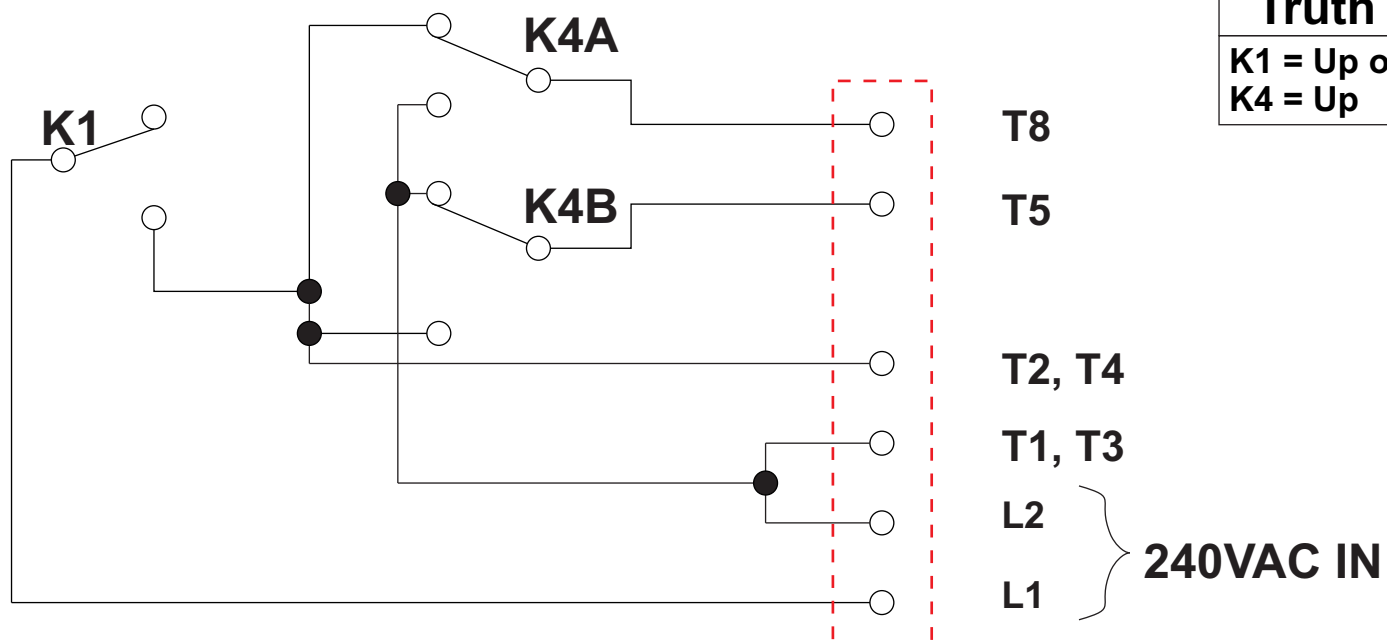 Truth
K1 = Up
K4 = Up
K4A
K1
T8
K4B
T5
T2, T4
T1, T3
L2
240VAC IN
L1